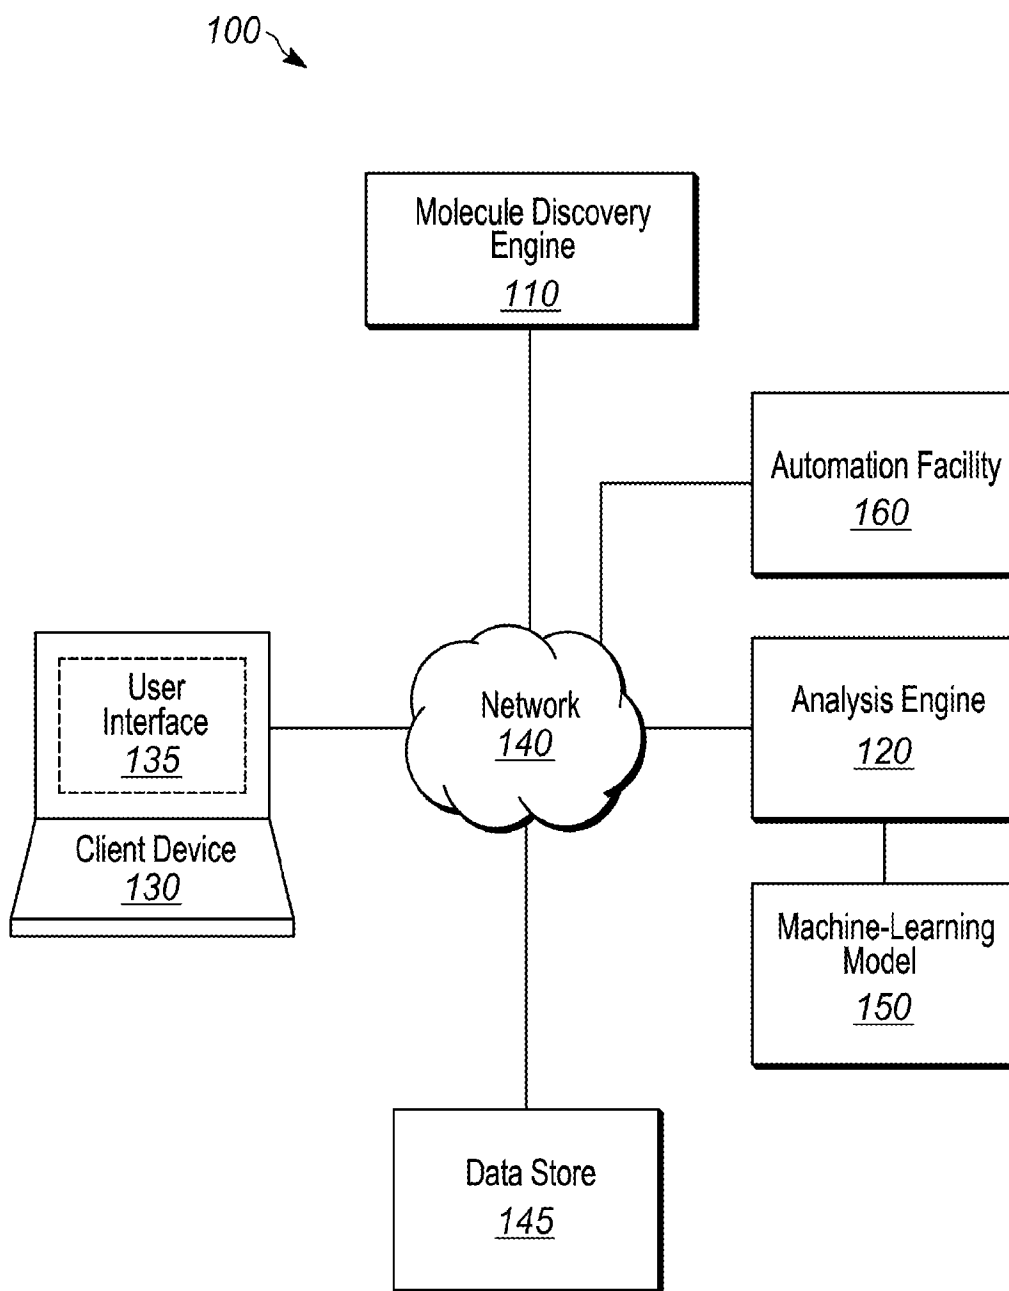 100
Molecule Discovery
Engine
110
Automation Facility
160
User
Interface
135
Client Device
130
Network
140
Analysis Engine
120
Machine-Learning
Model
150
Data Store
145